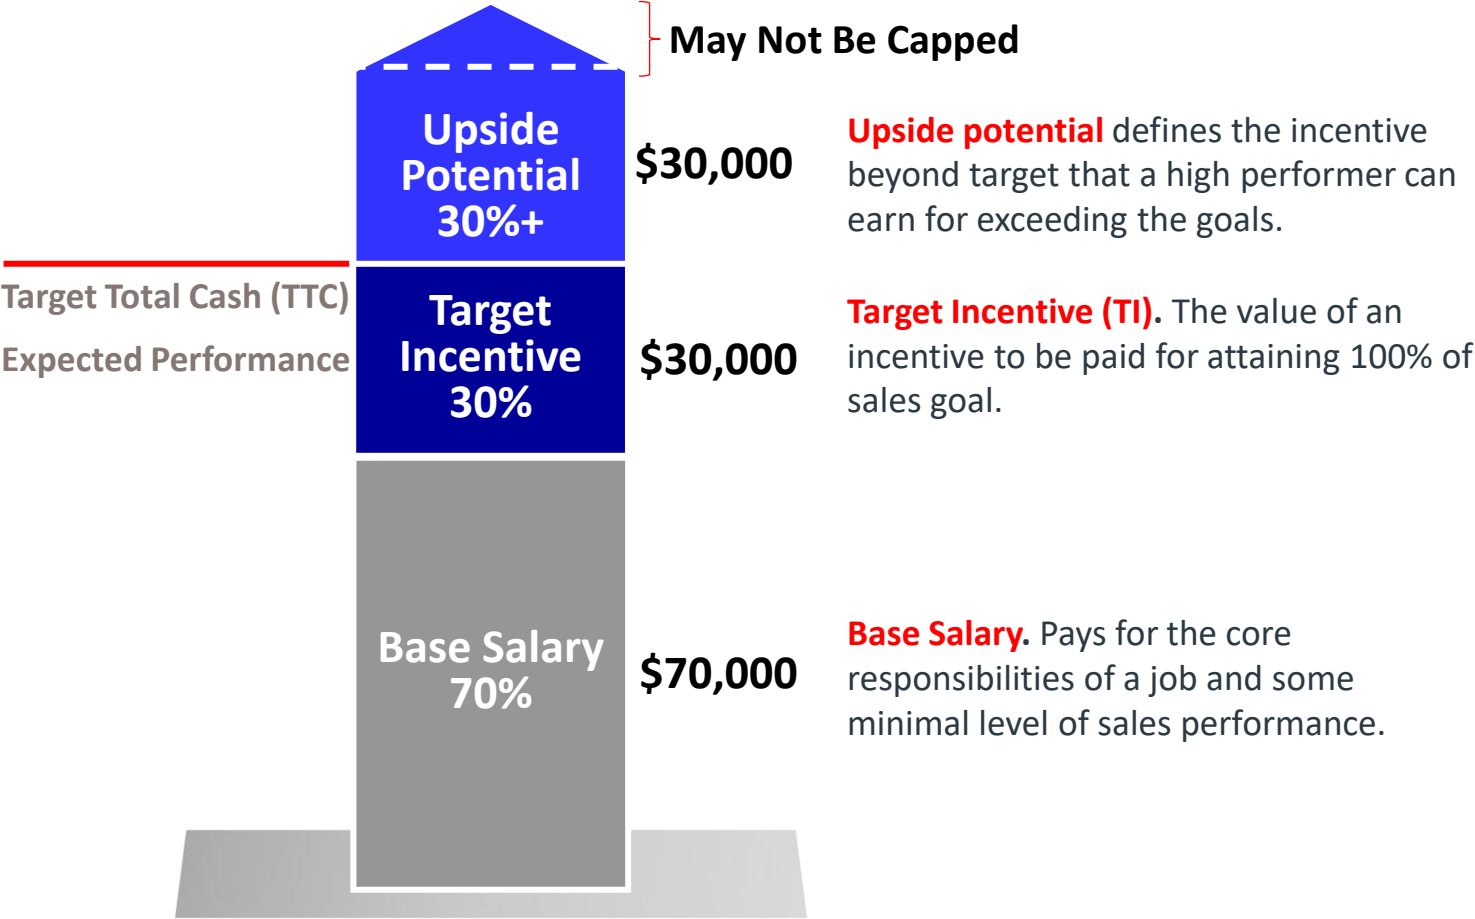 May Not Be Capped
Upside
Potential
30%+
$30,000
Upside potential defines the incentive
beyond target that a high performer can
earn for exceeding the goals.
Target Total Cash (TTC)
Expected Performance
Target
Incentive
30%
$30,000
Target Incentive (TI). The value of an
incentive to be paid for attaining 100% of
sales goal.
Base Salary
70%
$70,000
Base Salary. Pays for the core
responsibilities of a job and some
minimal level of sales performance.